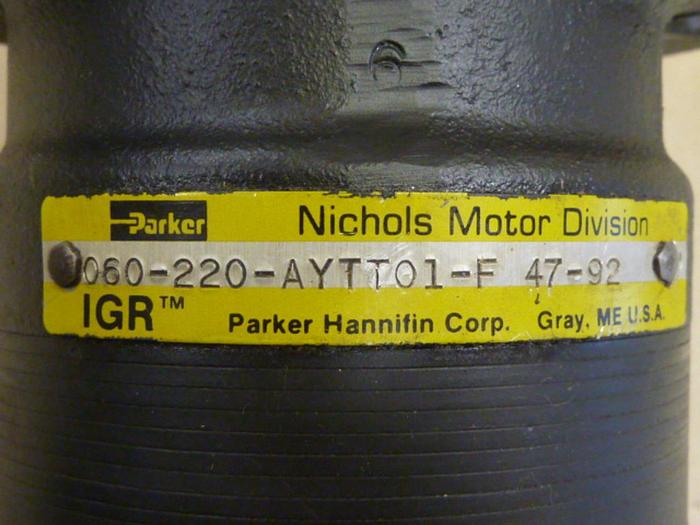 Parker Nichols Motor Division
060-220-AYTT01-F 47-92
IGR™ Parker Hannifin Corp. Gray, ME U.S.A.